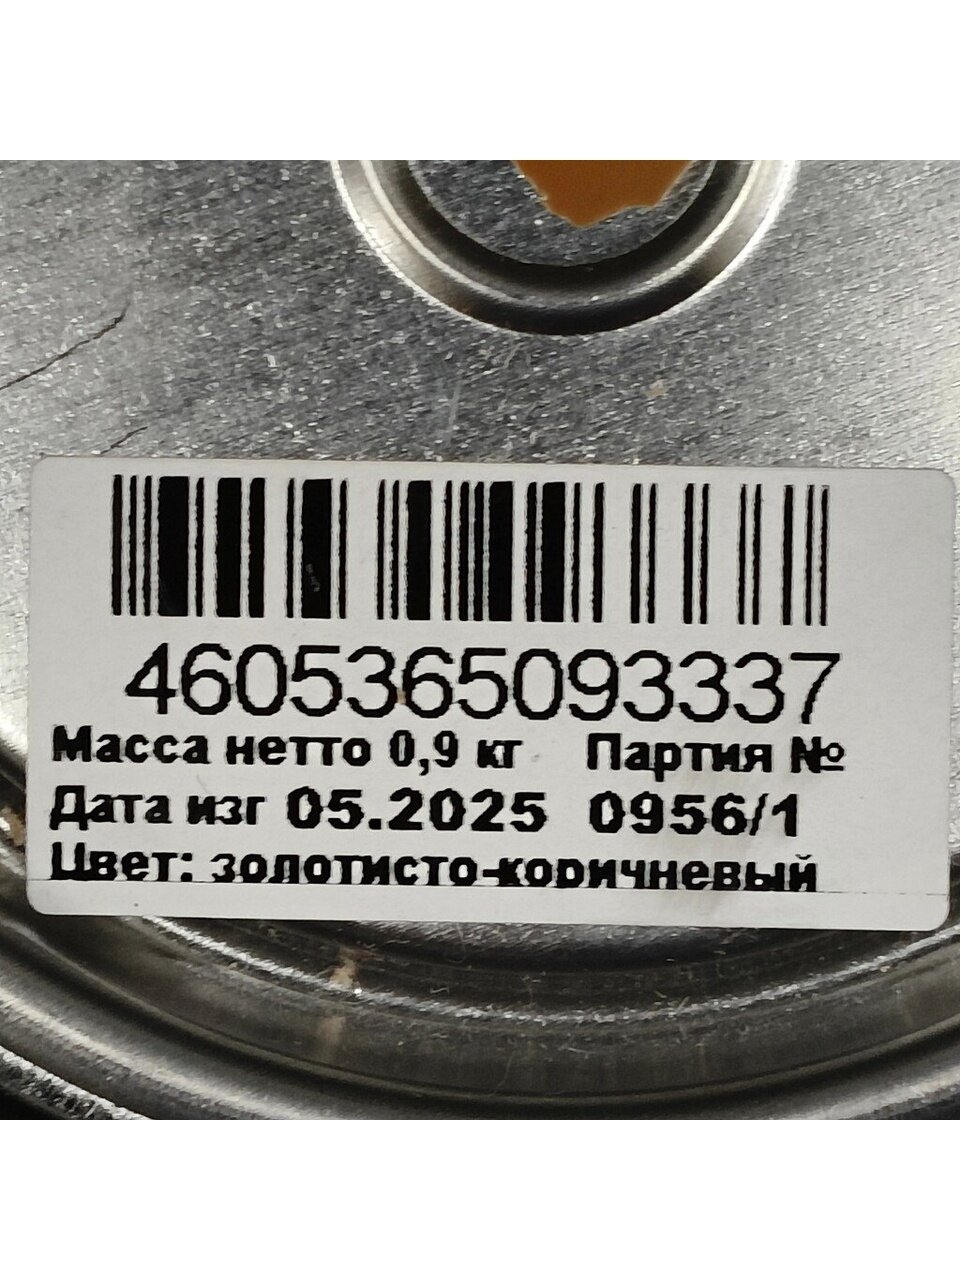 4605365093337
Масса нетто 0,9 кг Партия №
Дата изг 05.2025 0956/1
Цвет: золотисто-коричневый